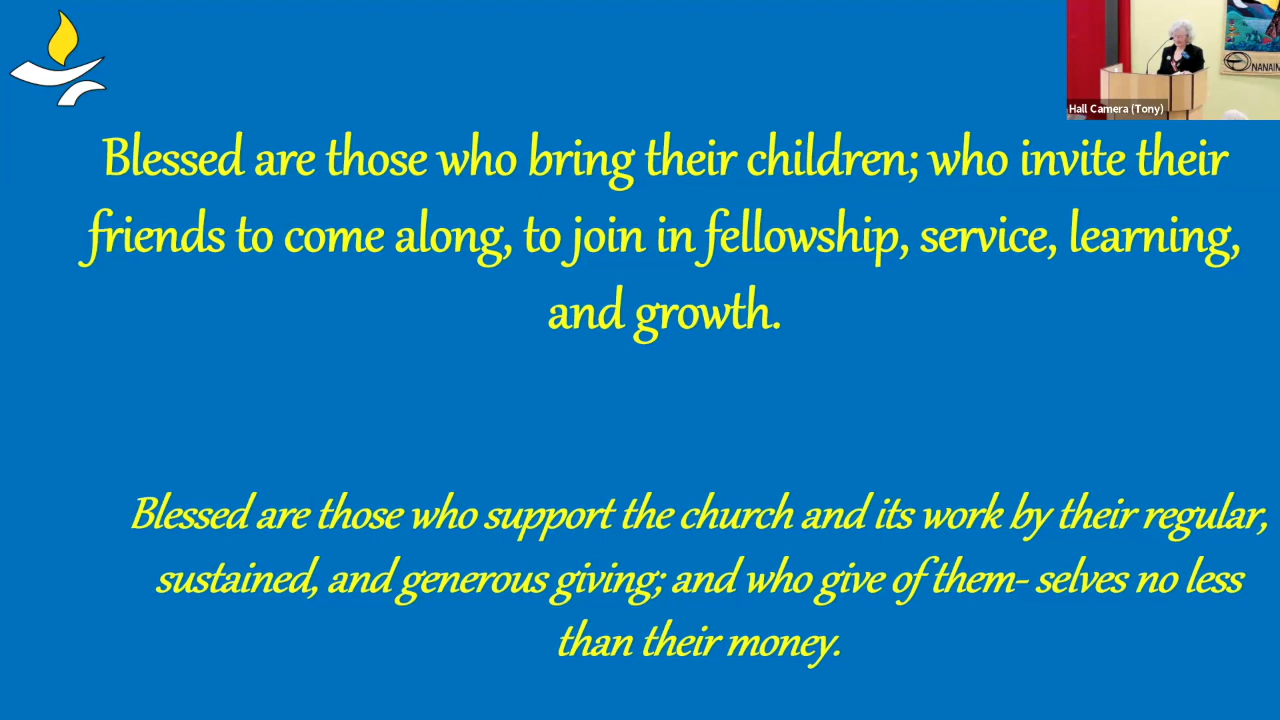 Hall Camera (Tony)
Blessed are those who bring their children; who invite their
friends to come along, to join in fellowship, service, learning,
and growth.
Blessed are those who support the church and its work by their regular,
sustained, and generous giving; and who give of them- selves no less
than their money.